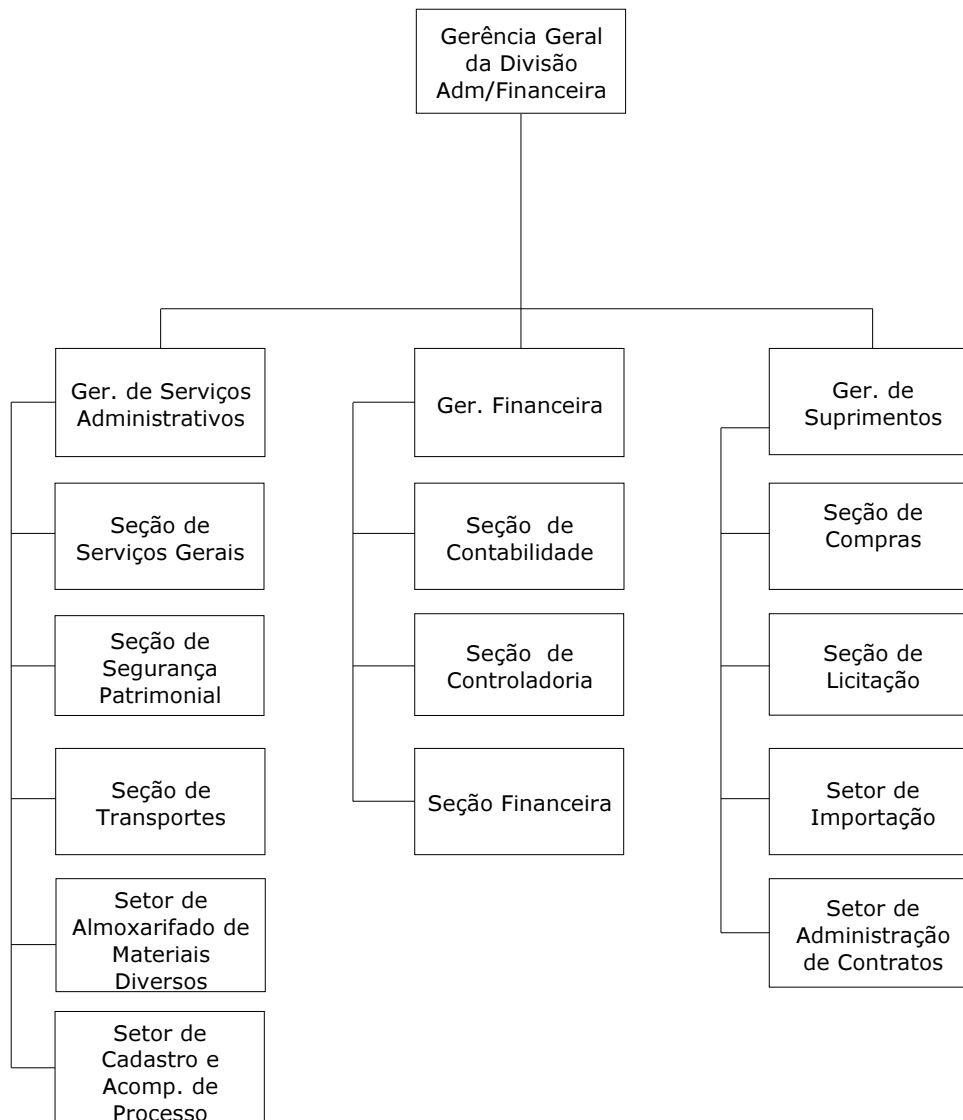 Gerência Geral
da Divisão
Adm/Financeira
Ger. de Serviços
Administrativos
Seção de
Serviços Gerais
Seção de
Segurança
Patrimonial
Seção de
Transportes
Setor de
Almoxarifado de
Materiais
Diversos
Setor de
Cadastro e
Acomp. de
Processo
Ger. Financeira
Seção de
Contabilidade
Seção de
Controladoria
Seção Financeira
Ger. de
Suprimentos
Seção de
Compras
Seção de
Licitação
Setor de
Importação
Setor de
Administração
de Contratos